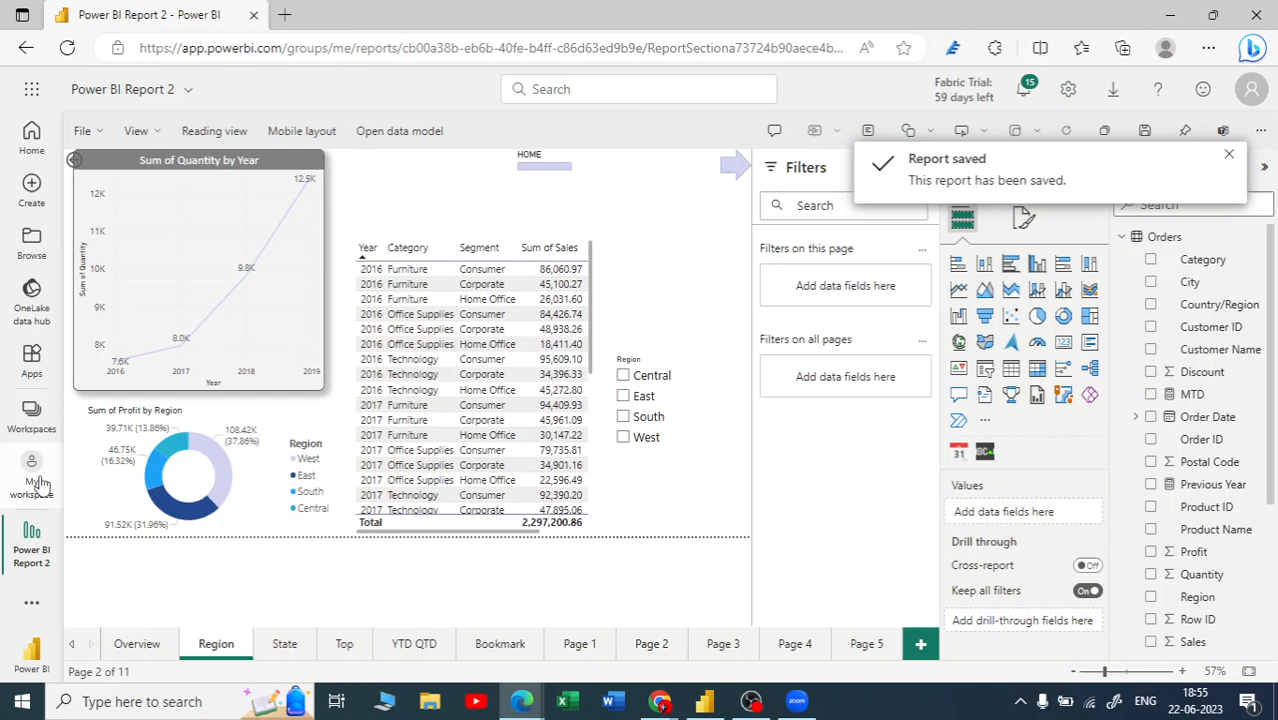 Power BI Report 2 - Power BI
https://app.powerbi.com/groups/me/reports/cb00a38b-eb6b-40fe-b4ff-c86d63ed9b9e/ReportSectiona73724b90aece4b...
Power BI Report 2
Search
Fabric Trial:
59 days left
15
File
View
Reading view
Mobile layout
Open data model
Report saved
This report has been saved.
Home
Create
Browse
OneLake
data hub
Apps
Workspaces
My
workspace
Power BI
Report 2
Power BI
Sum of Quantity by Year
12K
11K
10K
9K
8K
12.5K
9.8K
8.0K
7.6K
Sum of Quantity
2016
2017
2018
2019
Year
HOME
Year Category Segment Sum of Sales
2016 Furniture Consumer 86,060.97
2016 Furniture Corporate 45,100.27
2016 Furniture Home Office 26,031.60
2016 Office Supplies Consumer 84,426.74
2016 Office Supplies Corporate 48,938.26
2016 Office Supplies Home Office 18,411.40
2016 Technology Consumer 95,609.10
2016 Technology Corporate 34,396.33
2016 Technology Home Office 45,272.80
2017 Furniture Consumer 94,409.93
2017 Furniture Corporate 45,961.09
2017 Furniture Home Office 30,147.22
2017 Office Supplies Consumer 79,735.81
2017 Office Supplies Corporate 34,901.16
2017 Office Supplies Home Office 22,596.49
2017 Technology Consumer 92,390.20
2017 Technology Corporate 47,895.06
Total 2,297,200.86
Region
Central
East
South
West
Sum of Profit by Region
39.71K (13.86%)
46.75K
(16.32%)
108.42K
(37.86%)
91.52K (31.96%)
Region
West
East
South
Central
Filters
Search
Filters on this page
...
Add data fields here
Filters on all pages
...
Add data fields here
Values
Add data fields here
Drill through
Cross-report
Off
Keep all filters
On
Add drill-through fields here
Search
Orders
Category
City
Country/Region
Customer ID
Customer Name
Discount
MTD
Order Date
Order ID
Postal Code
Previous Year
Product ID
Product Name
Profit
Quantity
Region
Row ID
Sales
Overview
Region
State
Top
YTD QTD
Bookmark
Page 1
Page 2
Page 3
Page 4
Page 5
Page 2 of 11
57%
Type here to search
ENG
18:55
22-06-2023
1